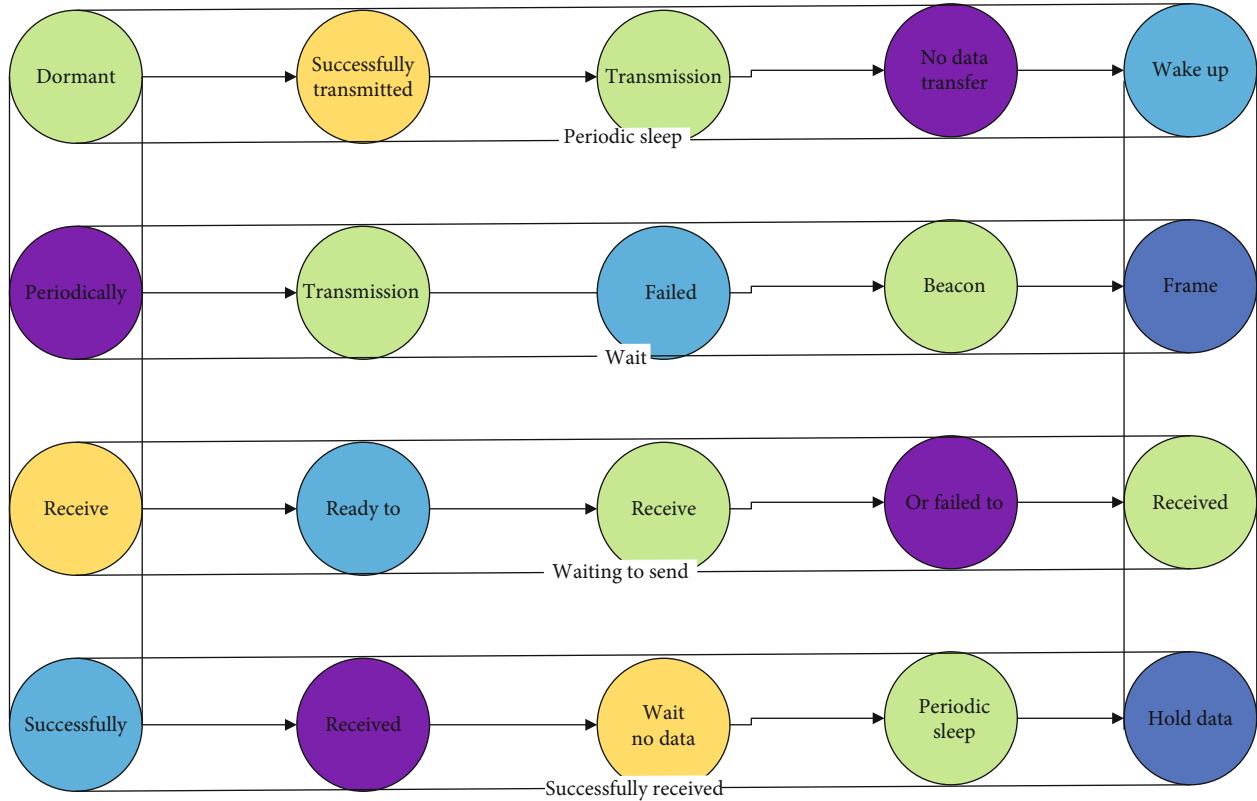 Dormant
Successfully
transmitted
Transmission
No data
transfer
Wake up
Periodic sleep
Periodically
Transmission
Failed
Beacon
Frame
Wait
Receive
Ready to
Receive
Or failed to
Received
Waiting to send
Successfully
Received
Wait
no data
Periodic
sleep
Hold data
Successfully received